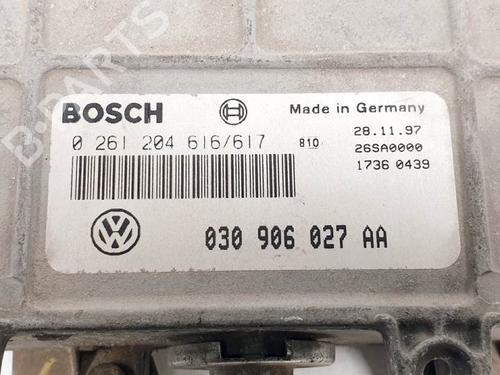 B-PARTS
BOSCH
Made in Germany
0 261 204 616/617
810
28.11.97
26SA0000
1736 0439
030 906 027 AA